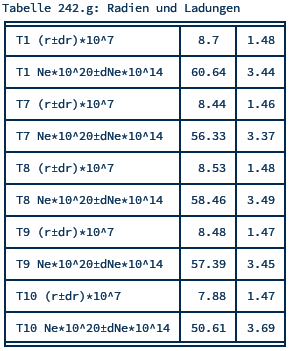 Tabelle 242.g: Radien und Ladungen
T1 (r±dr)*10^7 8.7 1.48
T1 Ne*10^20±dNe*10^14 60.64 3.44
T7 (r±dr)*10^7 8.44 1.46
T7 Ne*10^20±dNe*10^14 56.33 3.37
T8 (r±dr)*10^7 8.53 1.48
T8 Ne*10^20±dNe*10^14 58.46 3.49
T9 (r±dr)*10^7 8.48 1.47
T9 Ne*10^20±dNe*10^14 57.39 3.45
T10 (r±dr)*10^7 7.88 1.47
T10 Ne*10^20±dNe*10^14 50.61 3.69